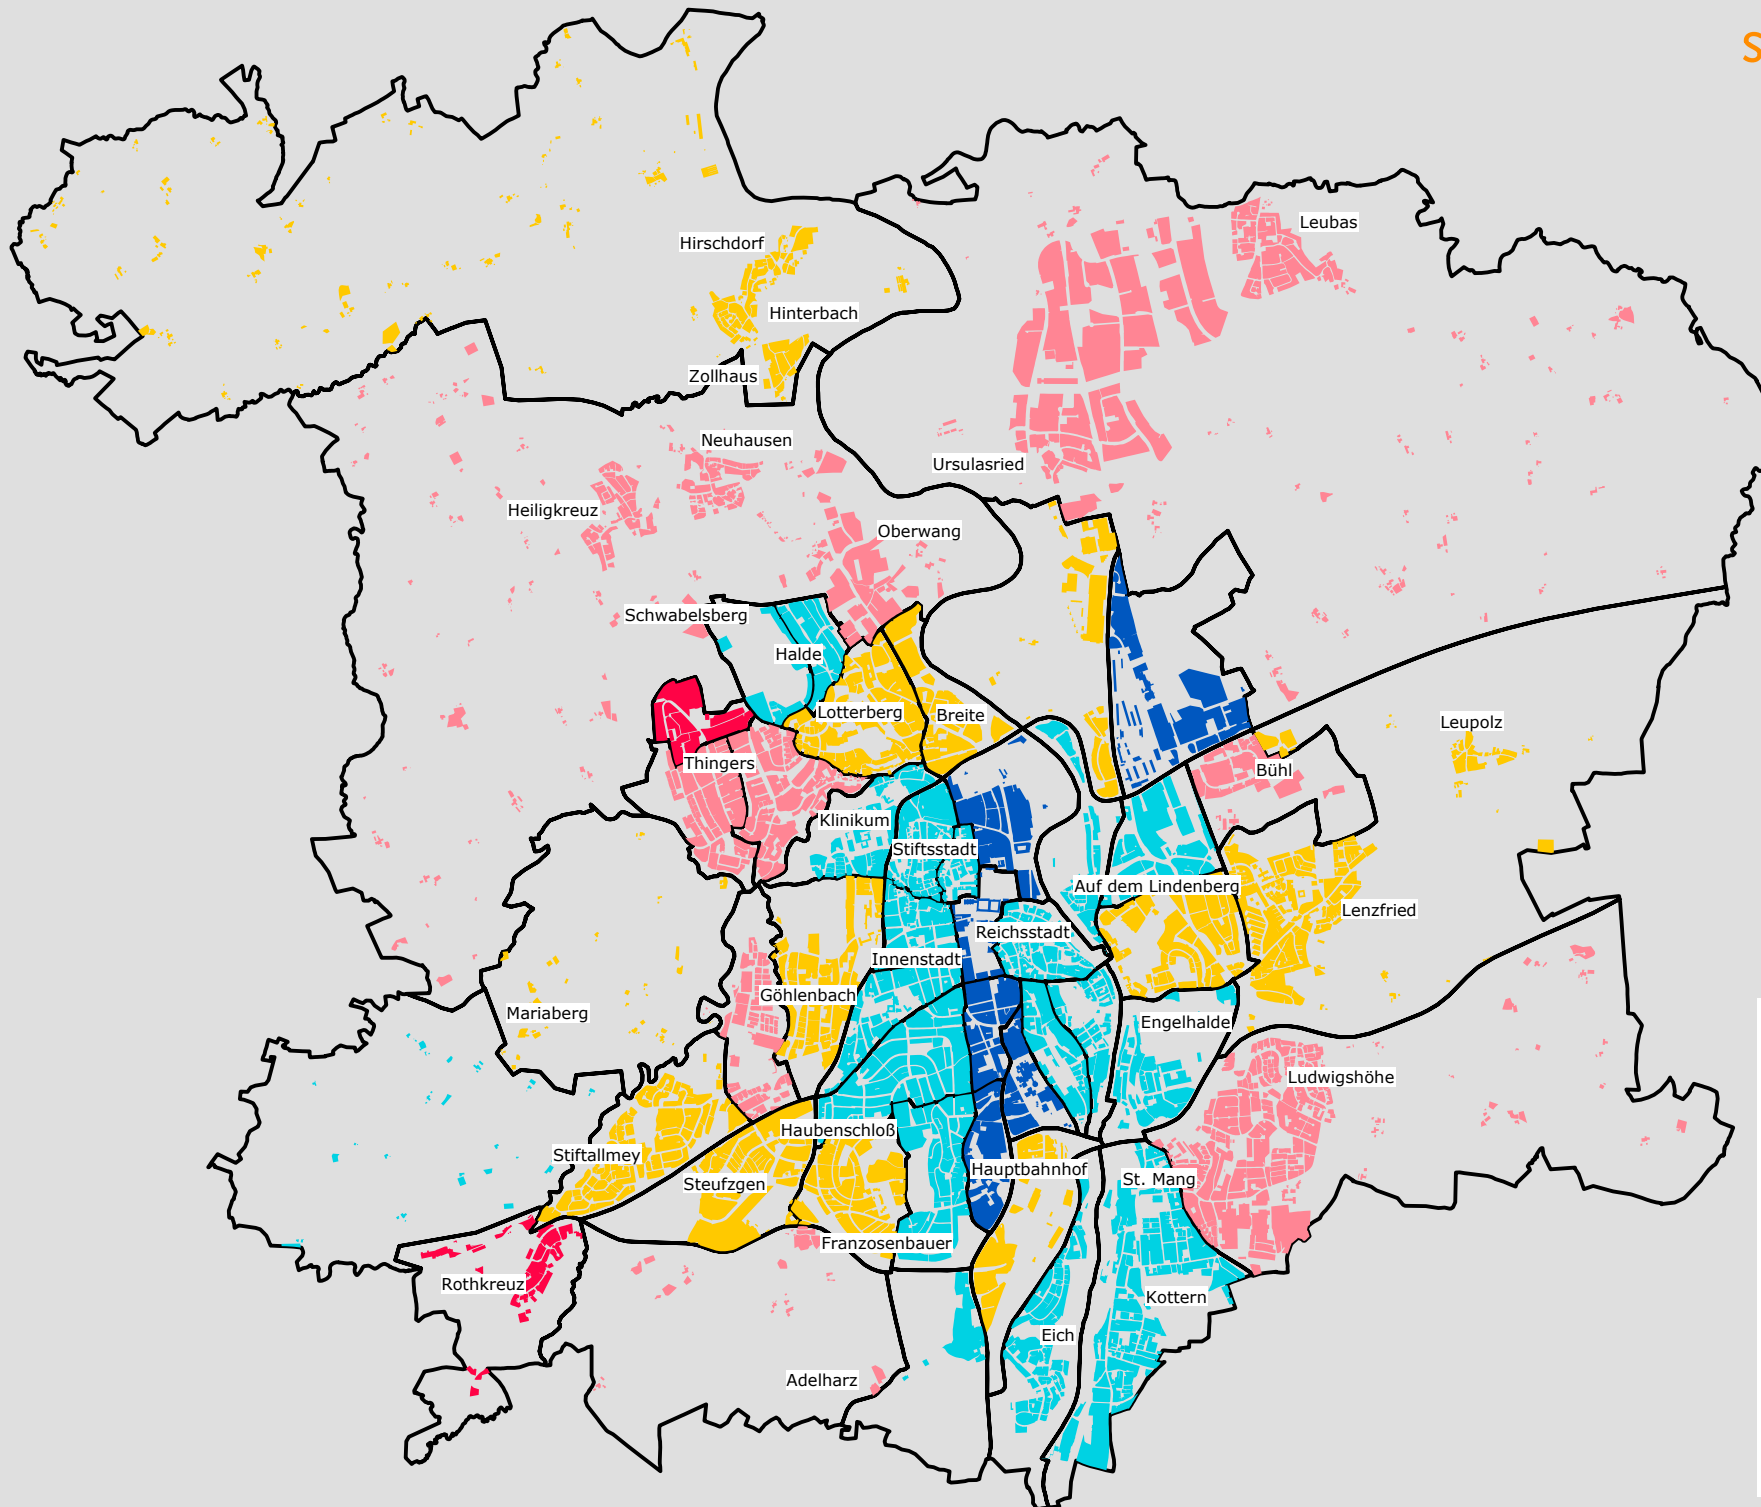 S
Leubas
Hirschdorf
Hinterbach
Zollhaus
Neuhausen
Ursulasried
Heiligkreuz
Oberwang
Schwabelsberg
Halde
Lotterberg
Breite
Leupolz
Thingers
Bühl
Klinikum
Stiftsstadt
Auf dem Lindenberg
Lenzfried
Reichsstadt
Innenstadt
Göhlenbach
Mariaberg
Engelhalde
Ludwigshöhe
Haubenschloß
Stiftallmey
Hauptbahnhof
St. Mang
Steufzgen
Franzosenbauer
Rothkreuz
Kottern
Eich
Adelharz